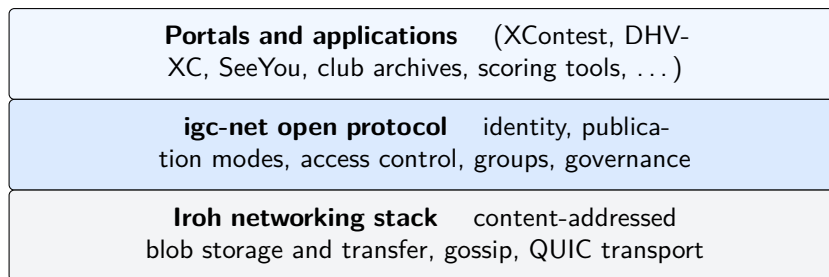 Portals and applications (XContest, DHV-
XC, SeeYou, club archives, scoring tools, ... )
igc-net open protocol identity, publica-
tion modes, access control, groups, governance
Iroh networking stack content-addressed
blob storage and transfer, gossip, QUIC transport